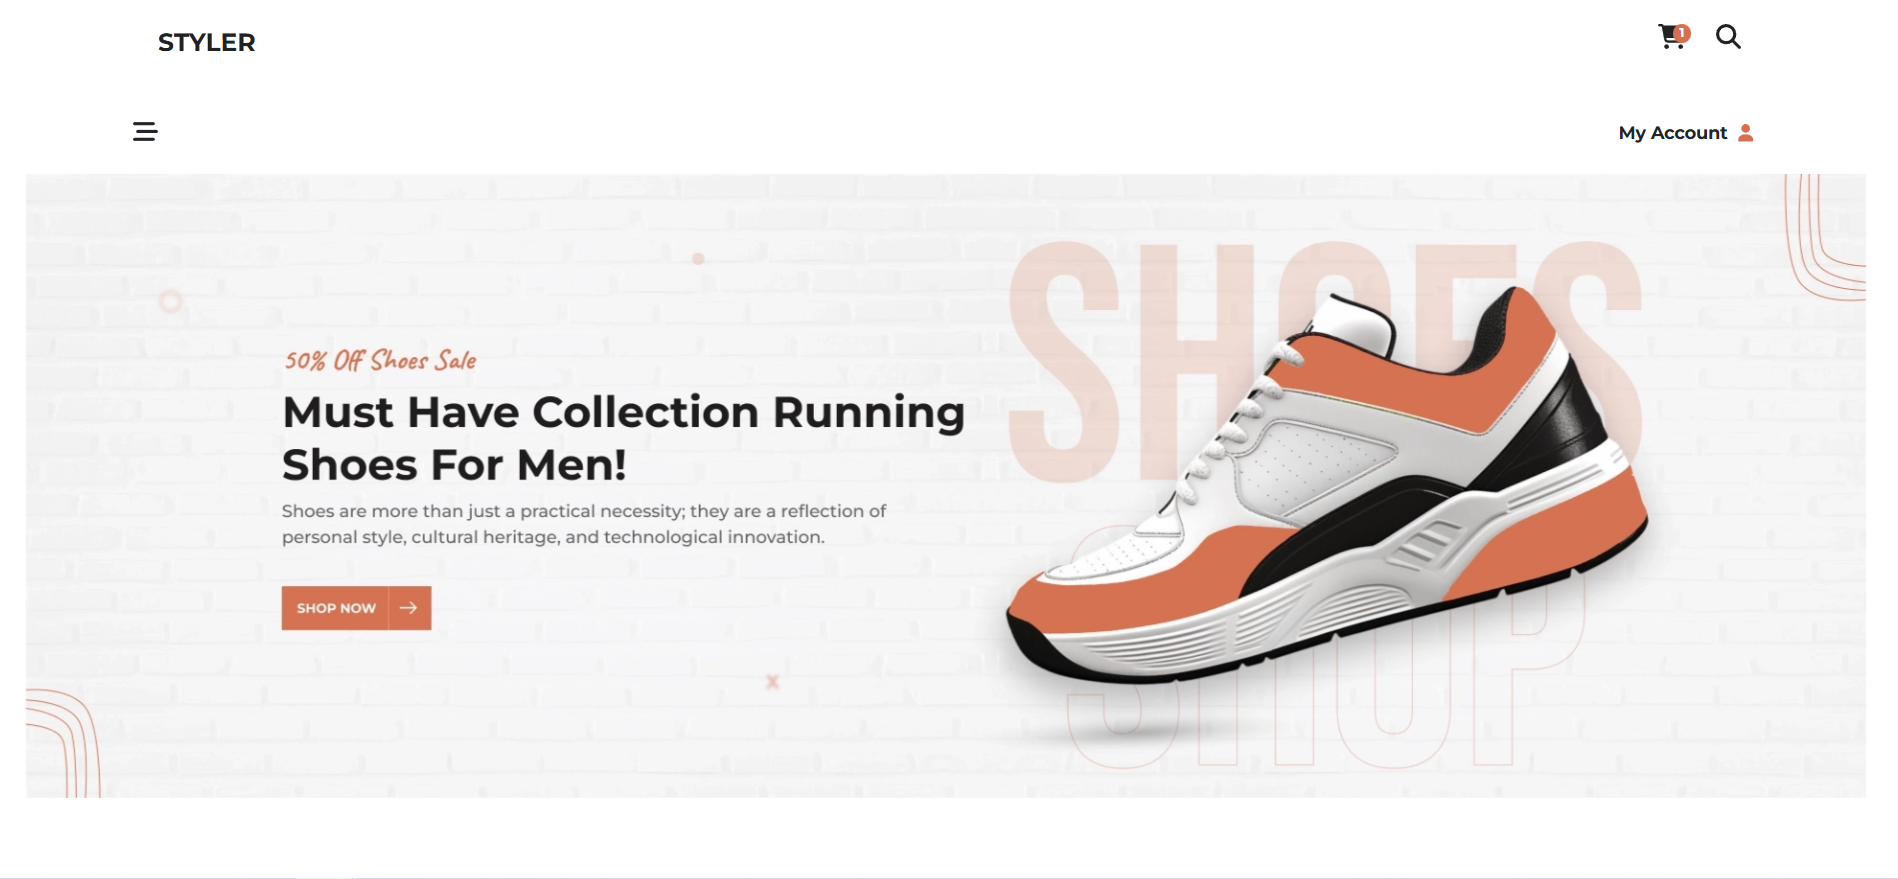 STYLER
1
My Account
SHOES
50% Off Shoes Sale
Must Have Collection Running
Shoes For Men!
Shoes are more than just a practical necessity; they are a reflection of
personal style, cultural heritage, and technological innovation.
SHOP NOW
SHOP